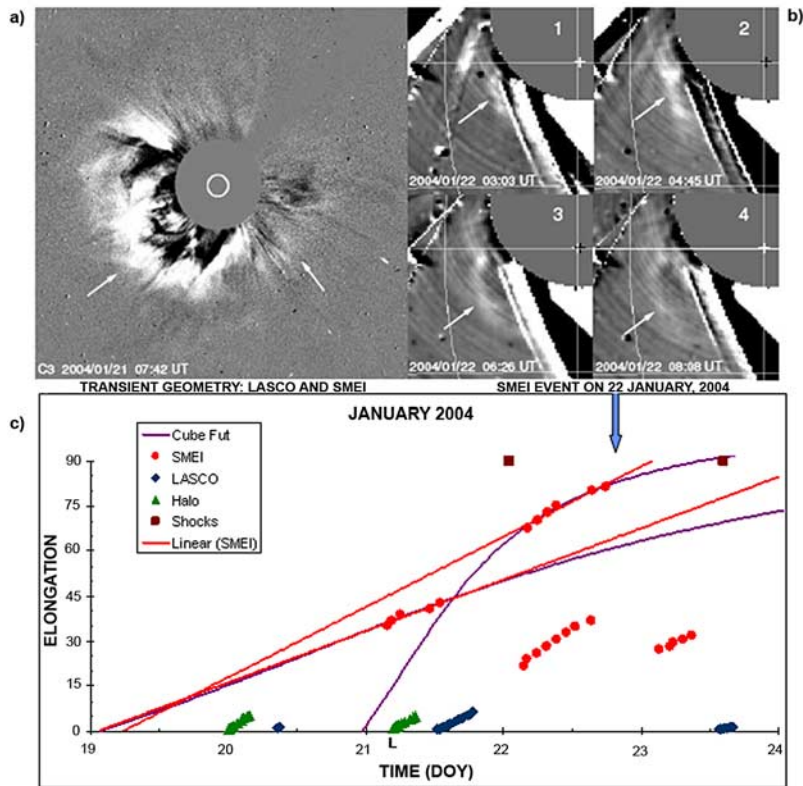 a)
C3 2004/01/21 07:42 UT
b)
1
2004/01/22 03:03 UT
2
2004/01/22 04:45 UT
3
2004/01/22 06:26 UT
4
2004/01/22 08:08 UT
TRANSIENT GEOMETRY: LASCO AND SMEI
SMEI EVENT ON 22 JANUARY, 2004
c)
JANUARY 2004
Cube Fut
SMEI
LASCO
Halo
Shocks
Linear (SMEI)
ELONGATION
90
75
60
45
30
15
0
19
20
21
22
23
24
L
TIME (DOY)